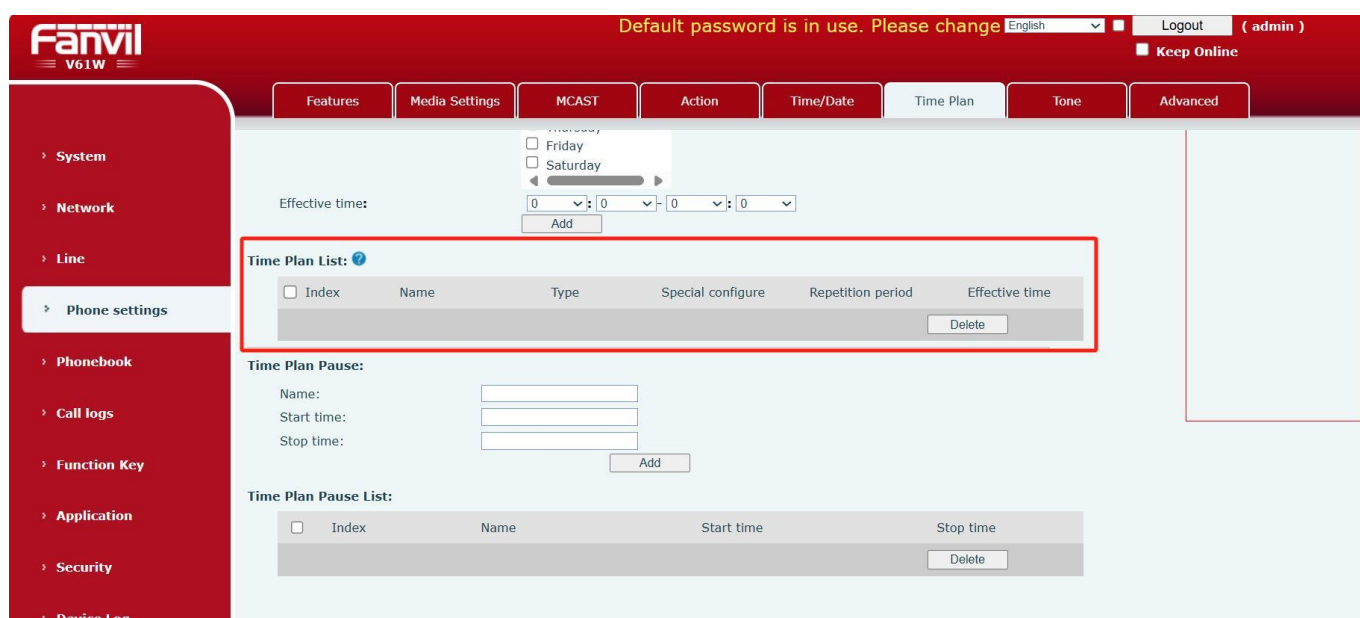 Fanvil
V61W
Default password is in use. Please change English Logout ( admin )
Keep Online
Features Media Settings MCAST Action Time/Date Time Plan Tone Advanced
› System
› Network
› Line
› Phone settings
› Phonebook
› Call logs
› Function Key
› Application
› Security
Thursday
Friday
Saturday
Effective time: 0 : 0 - 0 : 0
Add
Time Plan List: ?
Index Name Type Special configure Repetition period Effective time
Delete
Time Plan Pause:
Name:
Start time:
Stop time:
Add
Time Plan Pause List:
Index Name Start time Stop time
Delete